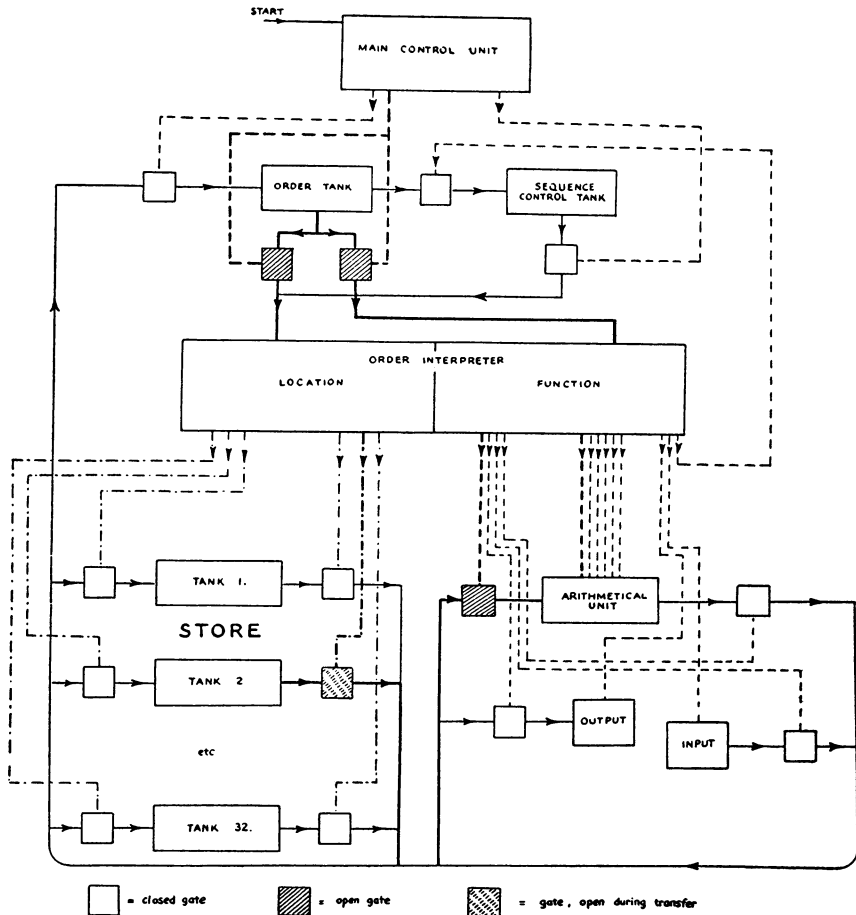 START
MAIN CONTROL UNIT
ORDER TANK
SEQUENCE
CONTROL TANK
ORDER INTERPRETER
LOCATION
FUNCTION
TANK 1.
STORE
TANK 2
etc
TANK 32.
ARITHMETICAL
UNIT
OUTPUT
INPUT
= closed gate
= open gate
= gate, open during transfer